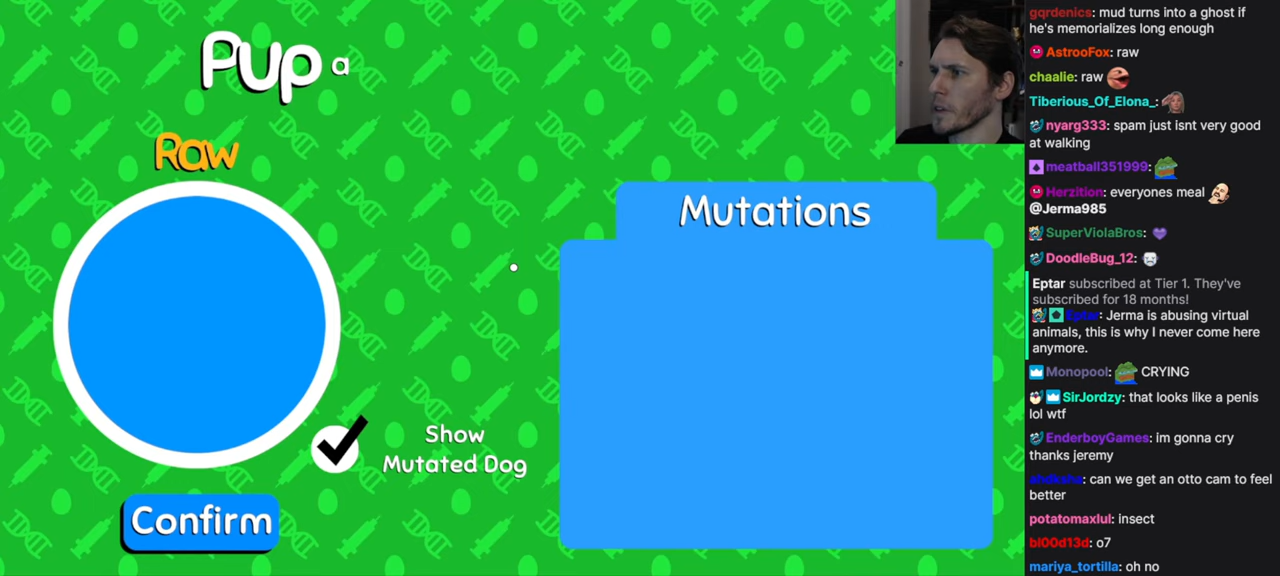 Pup a
Raw
Mutations
Show
Mutated Dog
Confirm
gqrdenics: mud turns into a ghost if
he's memorializes long enough
AstrooFox: raw
chaalie: raw
Tiberious_Of_Elona_:
nyarg333: spam just isnt very good
at walking
meatball351999:
Herzition: everyones meal
@Jerma985
SuperViolaBros:
DoodleBug_12:
Eptar subscribed at Tier 1. They've
subscribed for 18 months!
Eptar: Jerma is abusing virtual
animals, this is why I never come here
anymore.
Monopool: CRYING
SirJordzy: that looks like a penis
lol wtf
EnderboyGames: im gonna cry
thanks jeremy
ahdksha: can we get an otto cam to feel
better
potatomaxlul: insect
bl00d13d: o7
mariya_tortilla: oh no